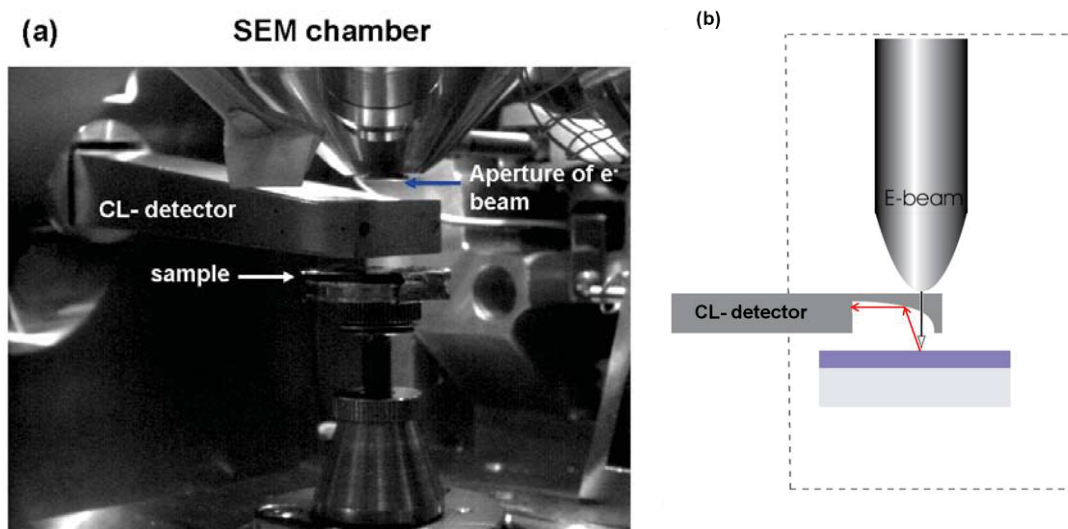 (a)
SEM chamber
Aperture of e-
beam
CL- detector
sample
(b)
E-beam
CL- detector